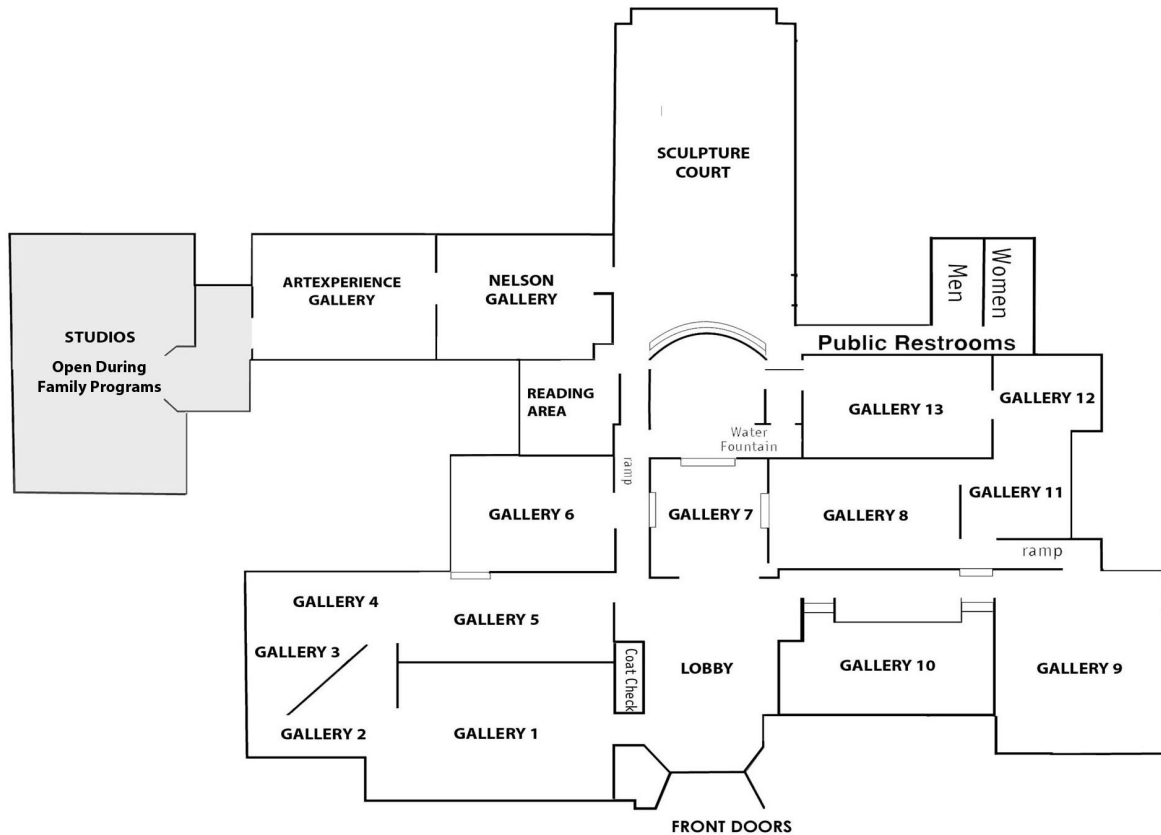 SCULPTURE
COURT
ARTEXPERIENCE
GALLERY
NELSON
GALLERY
Men
Women
STUDIOS
Open During
Family Programs
Public Restrooms
READING
AREA
GALLERY 13
GALLERY 12
Water
Fountain
ramp
GALLERY 6
GALLERY 7
GALLERY 8
GALLERY 11
ramp
GALLERY 4
GALLERY 5
GALLERY 3
Coat Check
LOBBY
GALLERY 10
GALLERY 9
GALLERY 2
GALLERY 1
FRONT DOORS